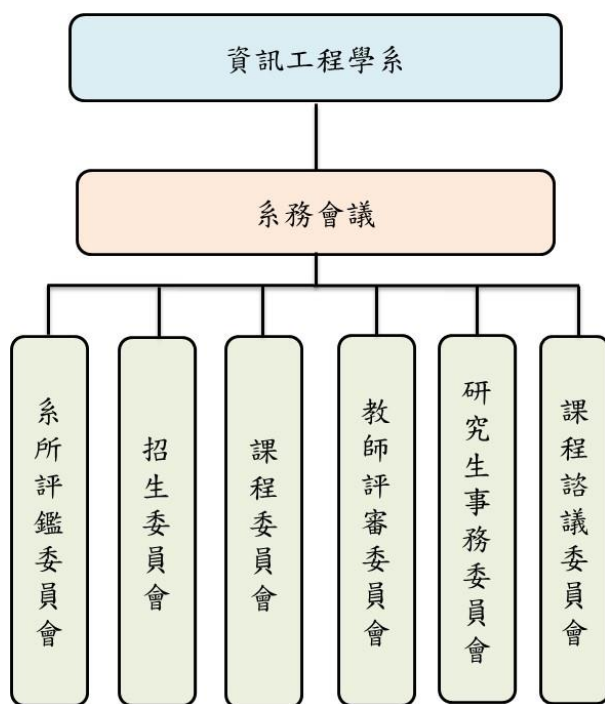 資訊工程學系
系務會議
系所評鑑委員會
招生委員會
課程委員會
教師評審委員會
研究生事務委員會
課程諮議委員會